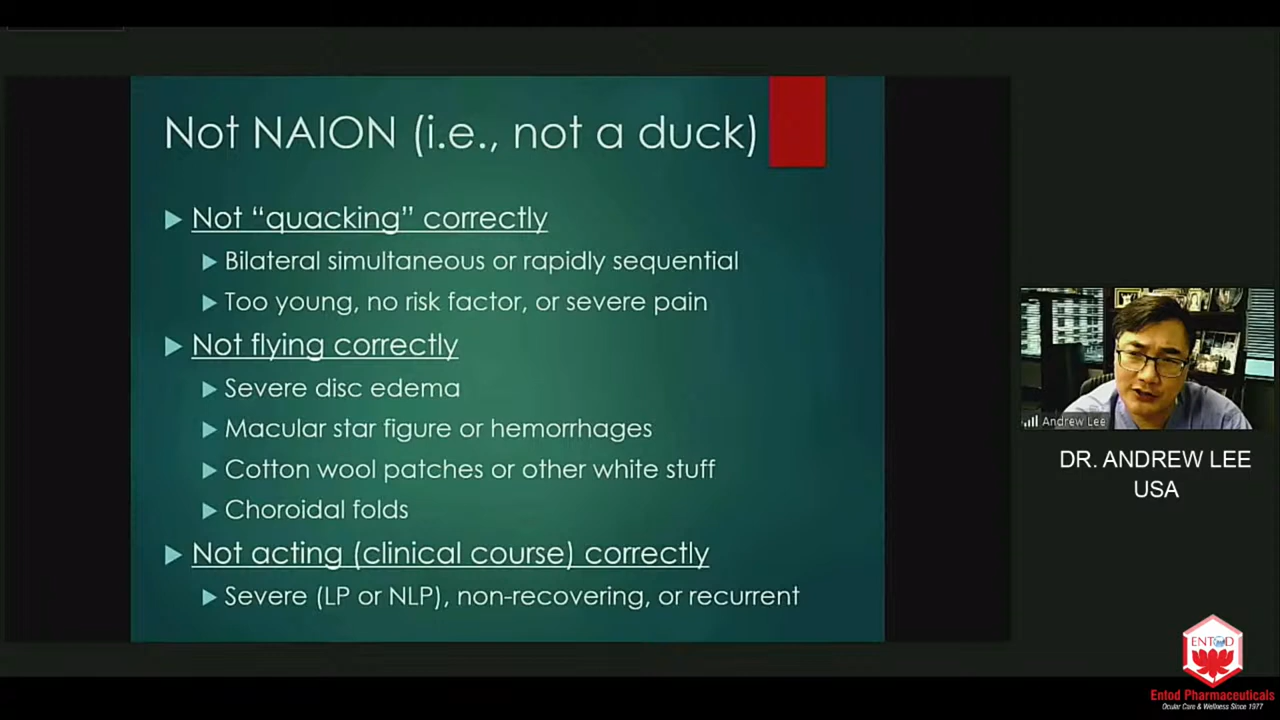 Not NAION (i.e., not a duck)
Not “quacking” correctly
Bilateral simultaneous or rapidly sequential
Too young, no risk factor, or severe pain
Not flying correctly
Severe disc edema
Macular star figure or hemorrhages
Cotton wool patches or other white stuff
Choroidal folds
Not acting (clinical course) correctly
Severe (LP or NLP), non-recovering, or recurrent
Andrew Lee
DR. ANDREW LEE
USA
ENTOD
Entod Pharmaceuticals
Ocular Care & Wellness Since 1977